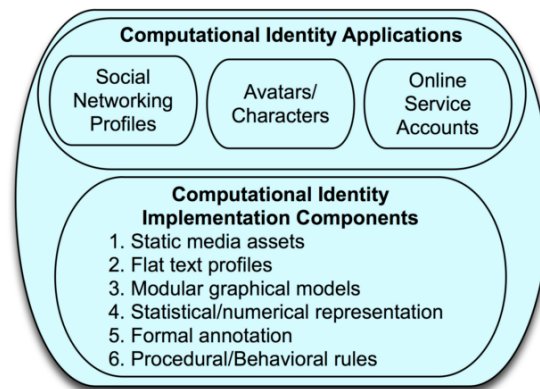 Computational Identity Applications
Social
Networking
Profiles
Avatars/
Characters
Online
Service
Accounts
Computational Identity
Implementation Components
1. Static media assets
2. Flat text profiles
3. Modular graphical models
4. Statistical/numerical representation
5. Formal annotation
6. Procedural/Behavioral rules